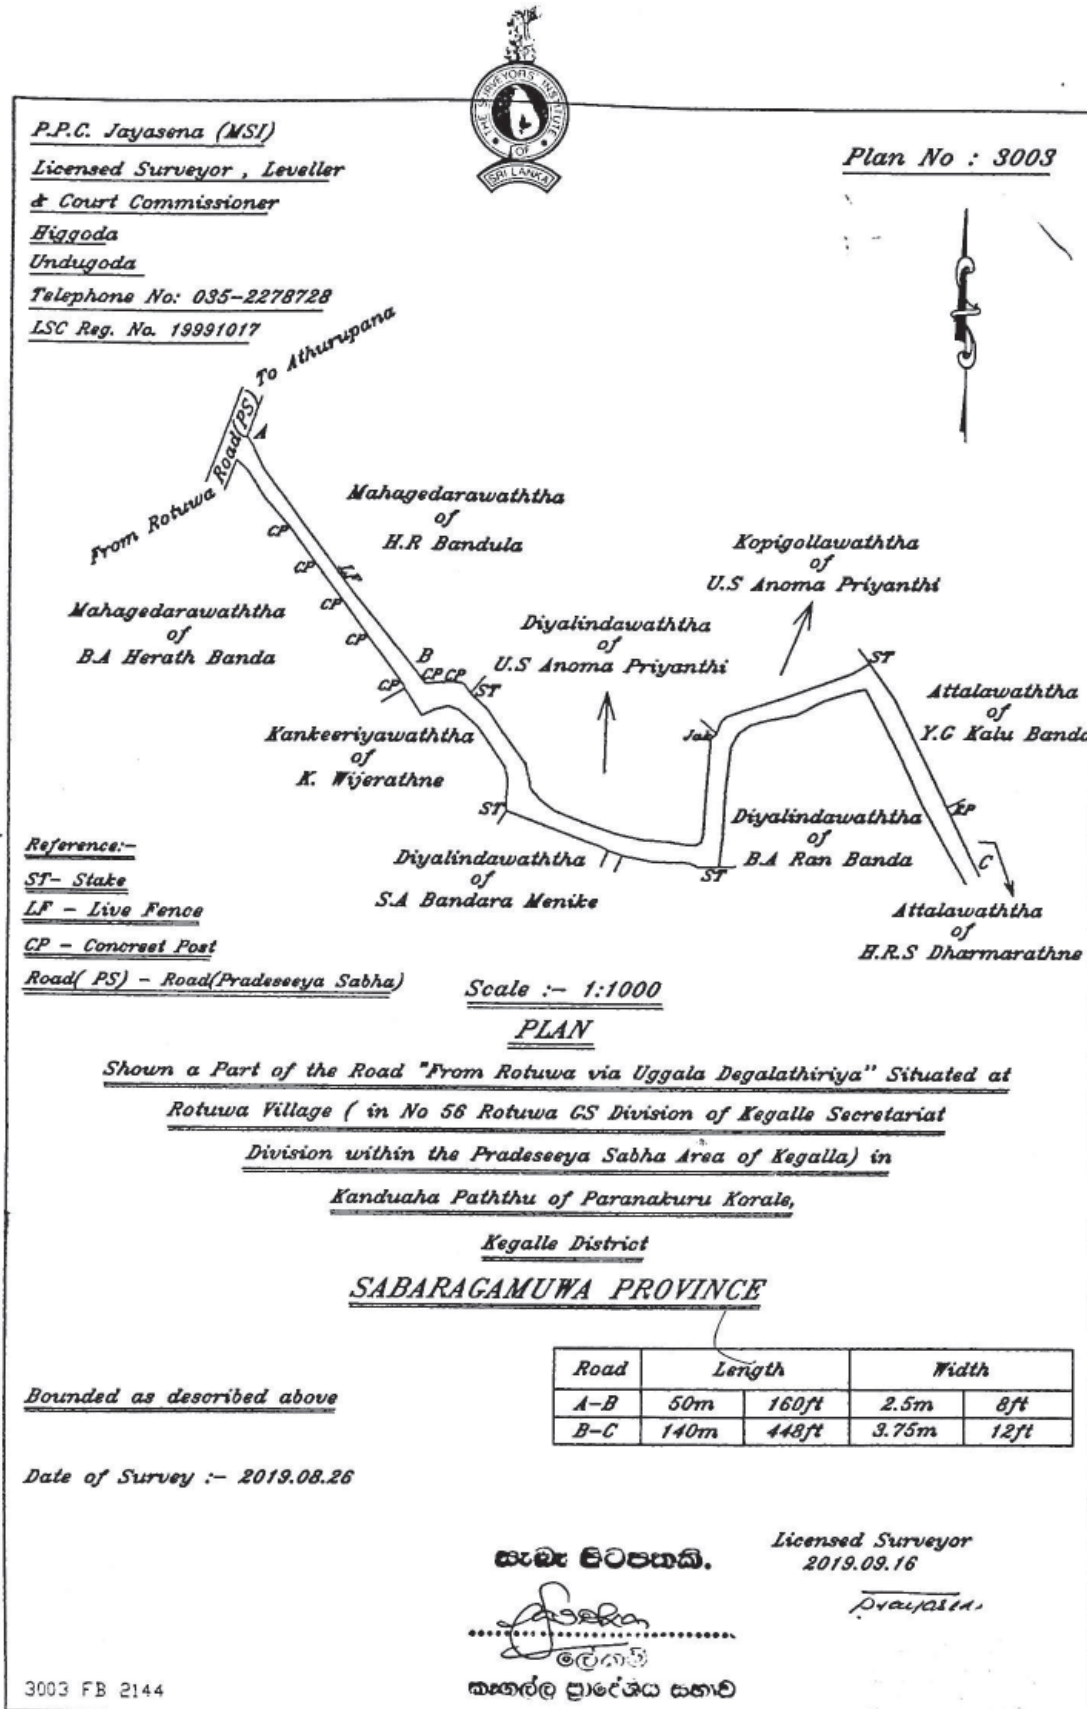 THE SURVEYORS' INSTITUTE
OF
SRI LANKA
P.P.C. Jayasena (MSI)
Licensed Surveyor , Leveller
& Court Commissioner
Higgoda
Undugoda
Telephone No: 035-2278728
LSC Reg. No. 19991017
Plan No : 3003
To Athurupana
Road(PS)
From Rotuwa
A
Mahagedarawaththa
of
H.R Bandula
CP
CP
LF
CP
CP
CP
Mahagedarawaththa
of
B.A Herath Banda
B
CP CP
ST
Diyalindawaththa
of
U.S Anoma Priyanthi
Kopigollawaththa
of
U.S Anoma Priyanthi
ST
Attalawaththa
of
Y.G Kalu Banda
Kankeeriyawaththa
of
K. Wijerathne
Jak
ST
Diyalindawaththa
of
B.A Ran Banda
Diyalindawaththa
of
S.A Bandara Menike
ST
C
Attalawaththa
of
H.R.S Dharmarathne
Reference:-
ST- Stake
LF - Live Fence
CP - Concreet Post
Road( PS) - Road(Pradeseeya Sabha)
Scale :- 1:1000
PLAN
Shown a Part of the Road "From Rotuwa via Uggala Degalathiriya" Situated at
Rotuwa Village ( in No 56 Rotuwa GS Division of Kegalle Secretariat
Division within the Pradeseeya Sabha Area of Kegalla) in
Kanduaha Paththu of Paranakuru Korale,
Kegalle District
SABARAGAMUWA PROVINCE
Road Length Width
A-B 50m 160ft 2.5m 8ft
B-C 140m 448ft 3.75m 12ft
Bounded as described above
Date of Survey :- 2019.08.26
Licensed Surveyor
2019.09.16
සැබෑ පිටපතකි.
ලේකම්
කෑගල්ල ප්‍රාදේශීය සභාව
3003 FB 2144